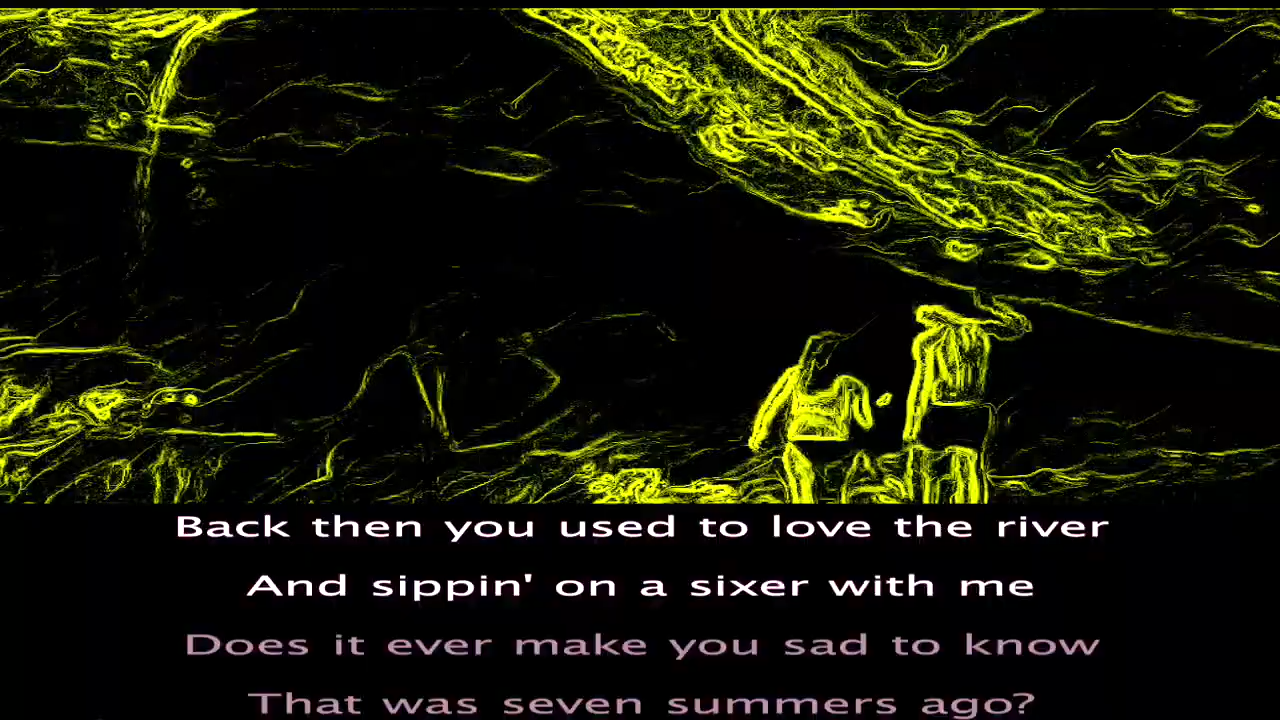 Back then you used to love the river
And sippin' on a sixer with me
Does it ever make you sad to know
That was seven summers ago?